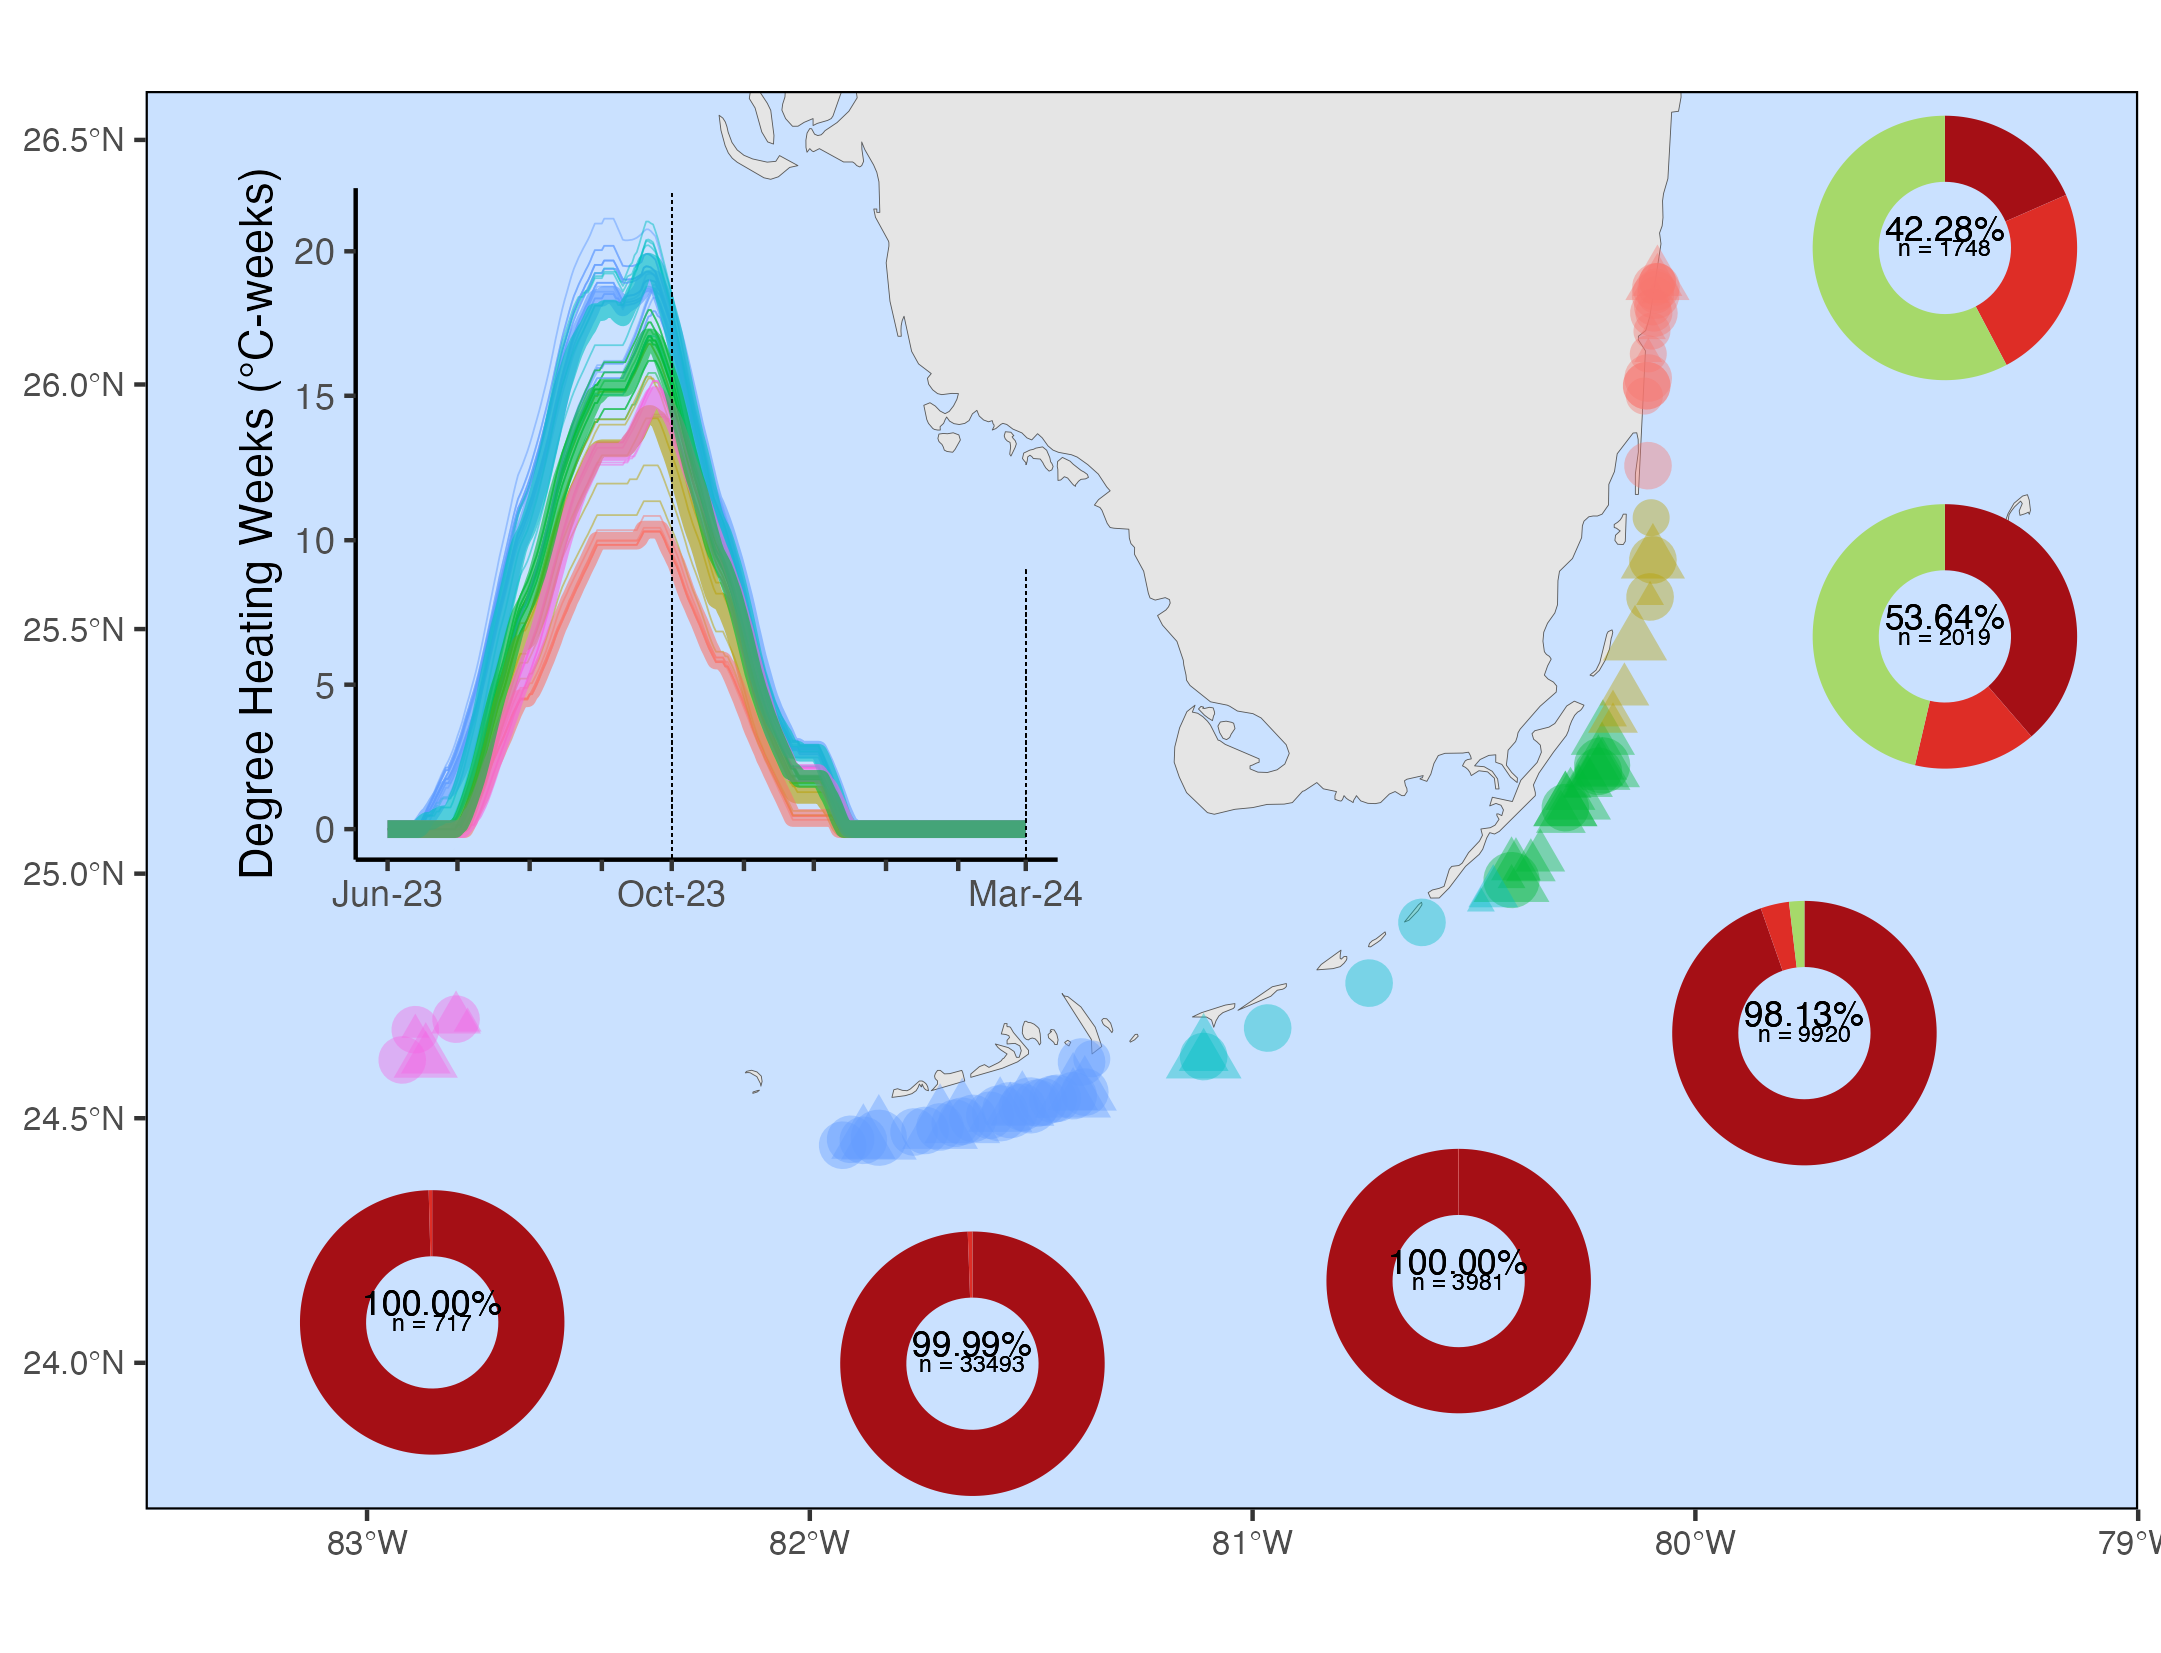 26.5°N
26.0°N
25.5°N
25.0°N
24.5°N
24.0°N
83°W
82°W
81°W
80°W
79°W
Degree Heating Weeks (°C-weeks)
20
15
10
5
0
Jun-23
Oct-23
Mar-24
42.28%
n = 1748
53.64%
n = 2019
98.13%
n = 9920
100.00%
n = 3981
99.99%
n = 33493
100.00%
n = 717